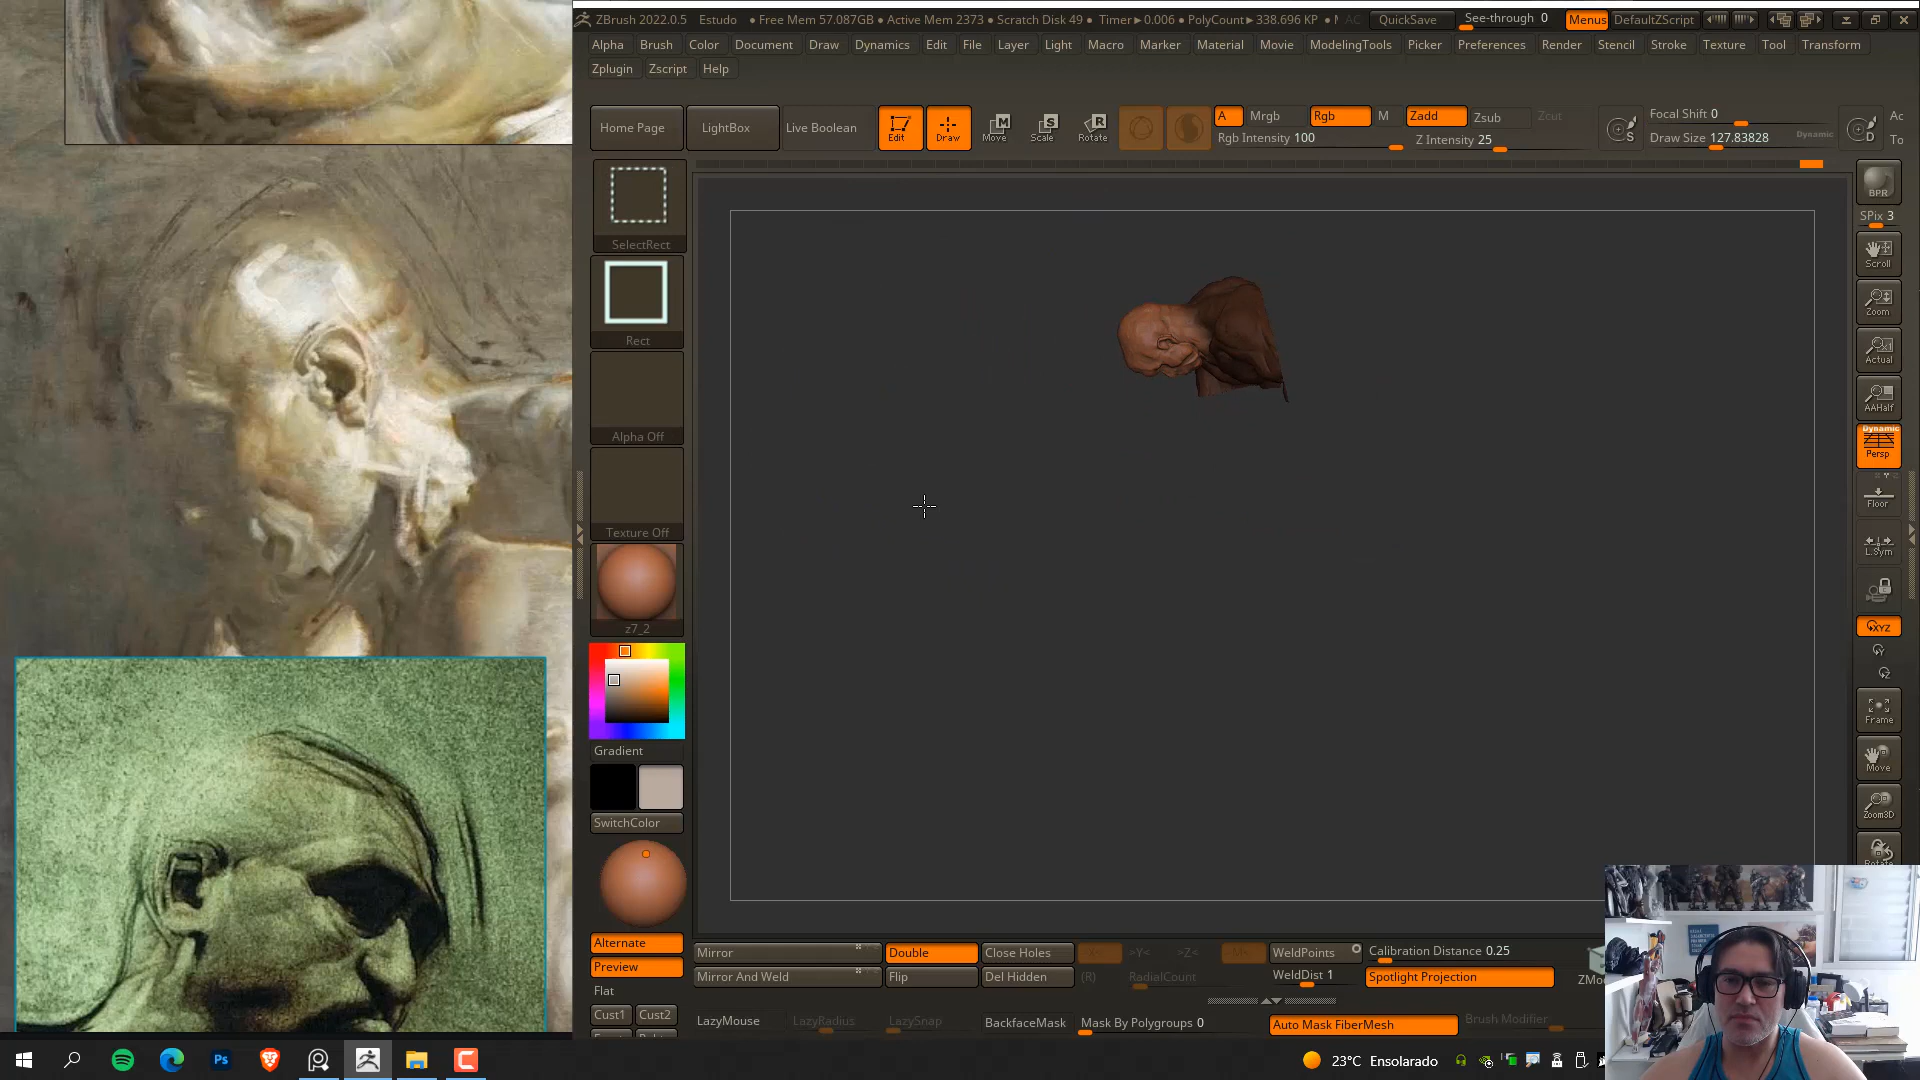 ZBrush 2022.0.5 Estudo • Free Mem 57.087GB • Active Mem 2373 • Scratch Disk 49 • Timer▸0.006 • PolyCount▸338.696 KP • QuickSave See-through 0 Menus DefaultZScript
Alpha Brush Color Document Draw Dynamics Edit File Layer Light Macro Marker Material Movie ModelingTools Picker Preferences Render Stencil Stroke Texture Tool Transform
Zplugin Zscript Help
Home Page LightBox Live Boolean Edit Draw Move Scale Rotate A Mrgb Rgb M Zadd Zsub Zcut Focal Shift 0 Ac
Rgb Intensity 100 Z Intensity 25 Draw Size 127.83828 Dynamic To
SelectRect
Rect
Alpha Off
Texture Off
z7_2
Gradient
SwitchColor
Alternate
Preview
Flat
Cust1 Cust2
BPR
SPix 3
Scroll
Zoom
Actual
AAHalf
Dynamic
Persp
Floor
L.Sym
XYZ
Frame
Move
Zoom3D
Rotate
Mirror Double Close Holes >X< >Y< >Z< >M< WeldPoints Calibration Distance 0.25
Mirror And Weld Flip Del Hidden (R) RadialCount WeldDist 1 Spotlight Projection
LazyMouse LazyRadius LazySnap BackfaceMask Mask By Polygroups 0 Auto Mask FiberMesh Brush Modifier
23°C Ensolarado